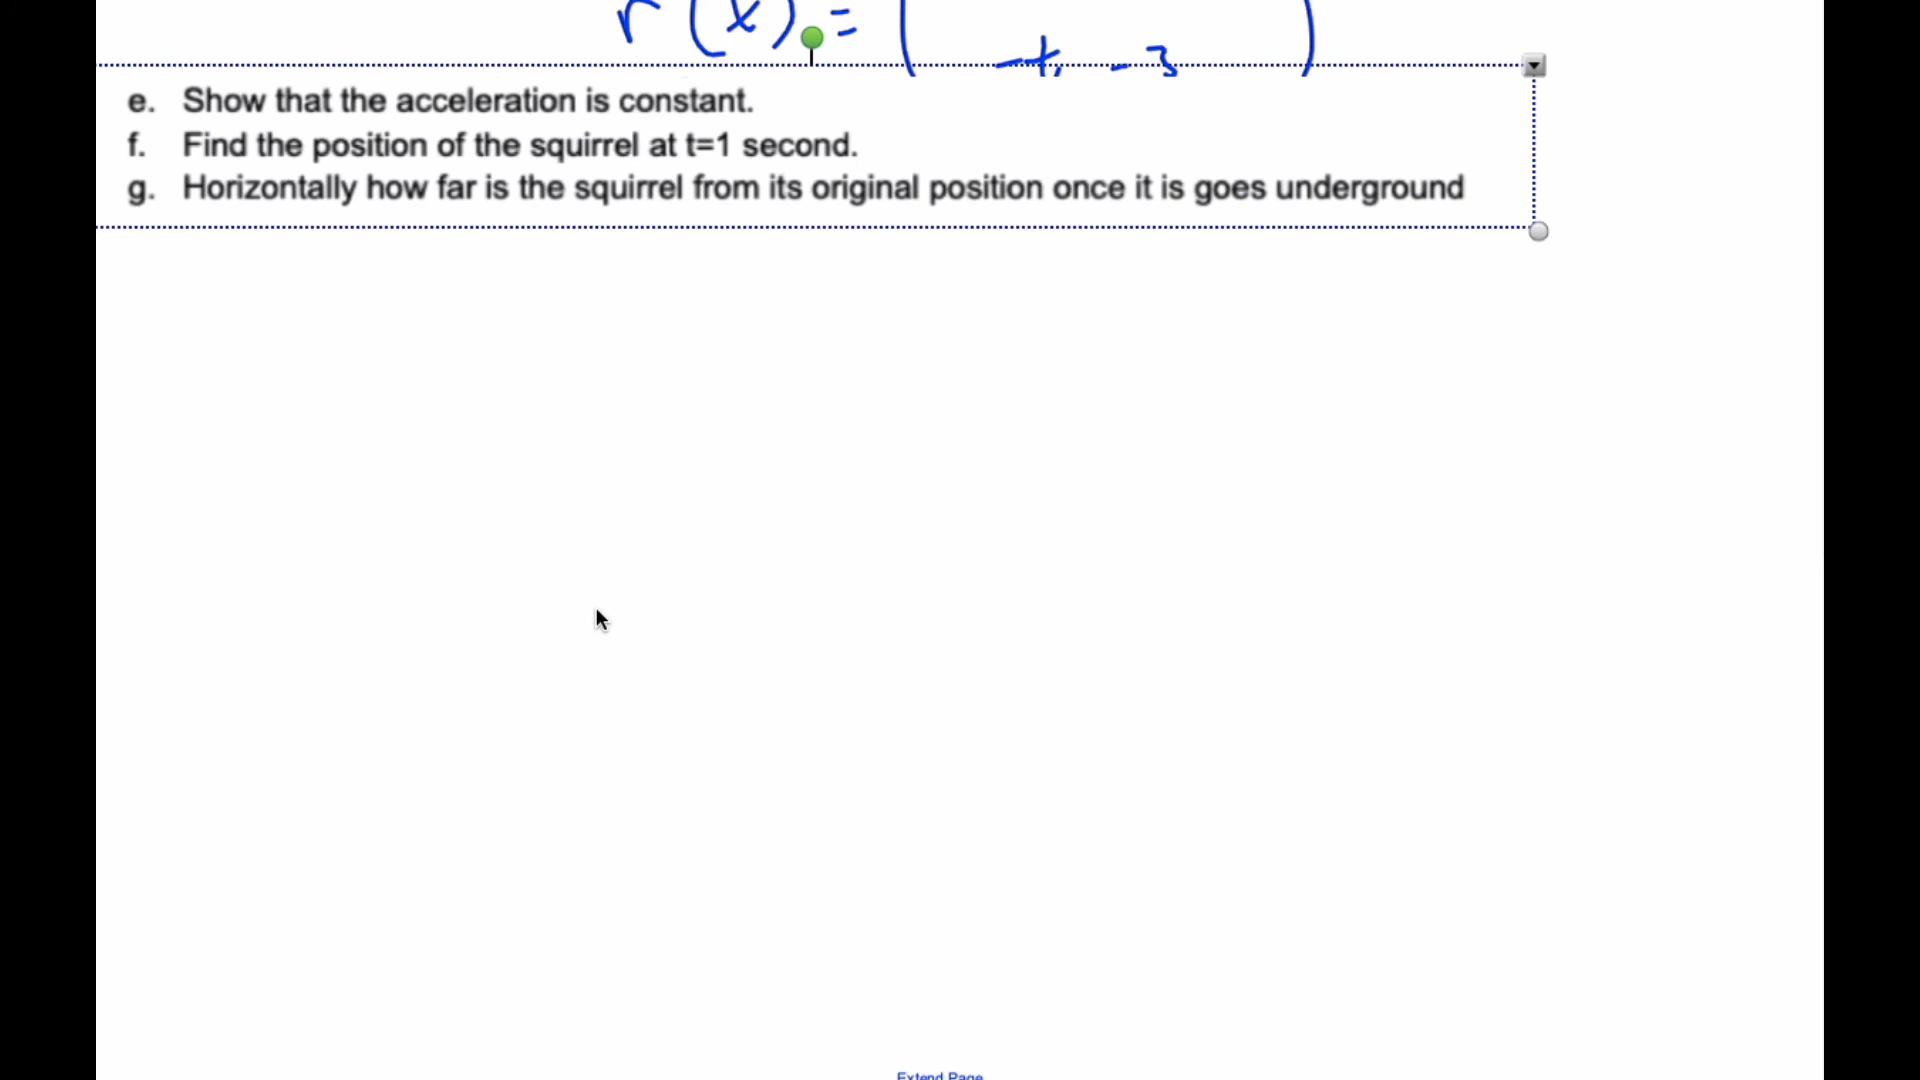 r(x) = (
e. Show that the acceleration is constant.
f. Find the position of the squirrel at t=1 second.
g. Horizontally how far is the squirrel from its original position once it is goes underground
Extend Page